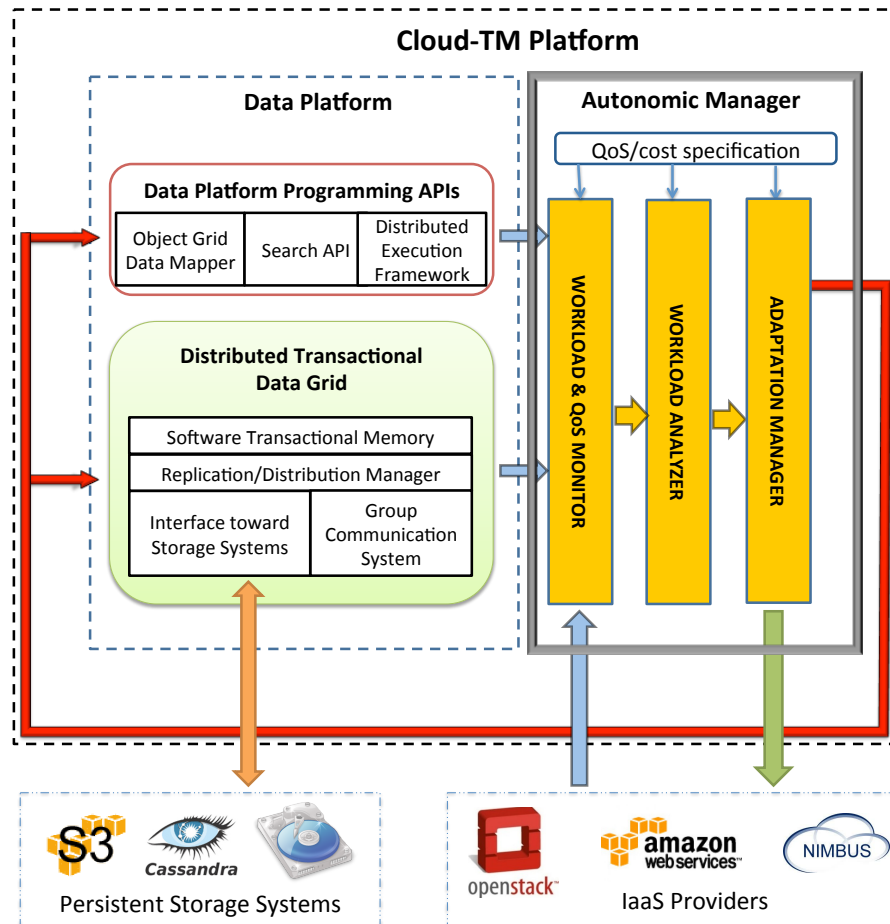 Cloud-TM Platform
Data Platform
Data Platform Programming APIs
Object Grid
Data Mapper
Search API
Distributed
Execution
Framework
Distributed Transactional
Data Grid
Software Transactional Memory
Replication/Distribution Manager
Interface toward
Storage Systems
Group
Communication
System
Autonomic Manager
QoS/cost specification
WORKLOAD & QoS MONITOR
WORKLOAD ANALYZER
ADAPTATION MANAGER
S3
Cassandra
Persistent Storage Systems
openstack™
amazon
webservices™
NIMBUS
IaaS Providers